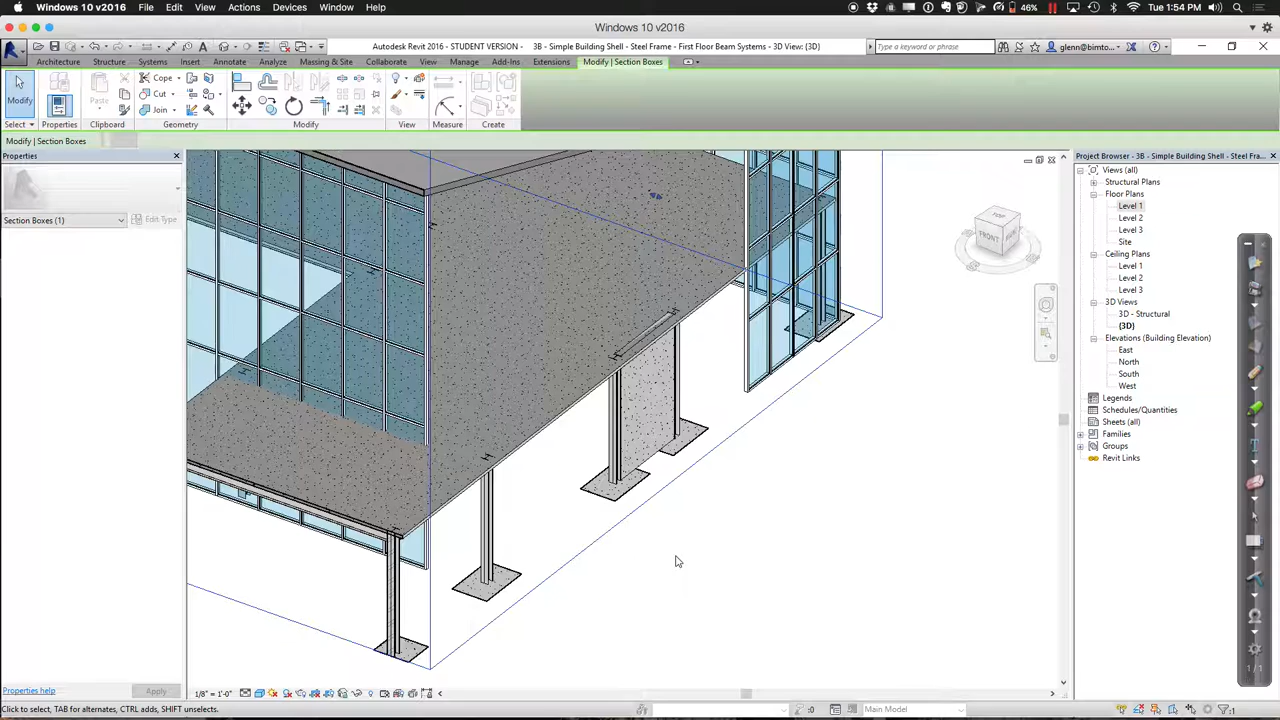 Windows 10 v2016 File Edit View Actions Devices Window Help 46% Tue 1:54 PM
Windows 10 v2016
Autodesk Revit 2016 - STUDENT VERSION - 3B - Simple Building Shell - Steel Frame - First Floor Beam Systems - 3D View: {3D} Type a keyword or phrase glenn@bimto...
Architecture Structure Systems Insert Annotate Analyze Massing & Site Collaborate View Manage Add-Ins Extensions Modify | Section Boxes
Modify Paste Cope Cut Join
Select Properties Clipboard Geometry Modify View Measure Create
Modify | Section Boxes
Properties
Section Boxes (1) Edit Type
Properties help Apply
FRONT
TOP
1/8" = 1'-0"
Project Browser - 3B - Simple Building Shell - Steel Fra...
Views (all)
Structural Plans
Floor Plans
Level 1
Level 2
Level 3
Site
Ceiling Plans
Level 1
Level 2
Level 3
3D Views
3D - Structural
{3D}
Elevations (Building Elevation)
East
North
South
West
Legends
Schedules/Quantities
Sheets (all)
Families
Groups
Revit Links
1/1
Click to select, TAB for alternates, CTRL adds, SHIFT unselects. :0 Main Model :1